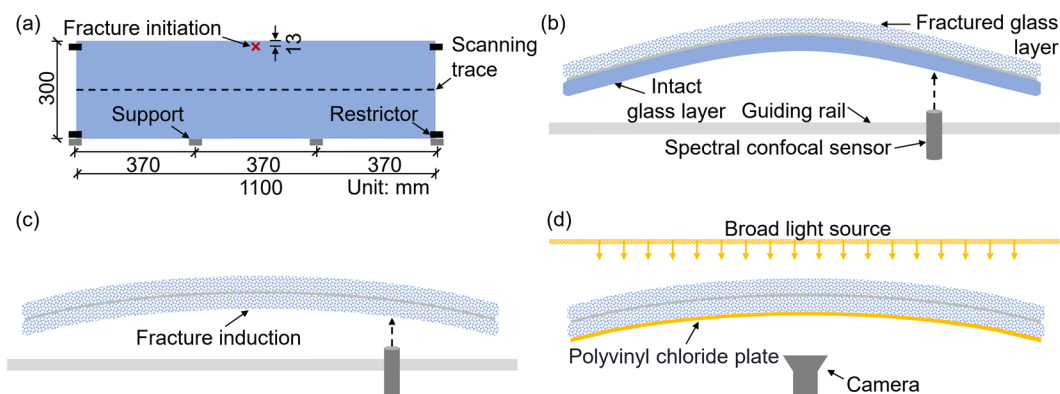 (a)
Fracture initiation
13
Scanning
trace
300
Support
Restrictor
370
370
370
1100
Unit: mm
(b)
Fractured glass
layer
Intact
glass layer
Guiding rail
Spectral confocal sensor
(c)
Fracture induction
(d)
Broad light source
Polyvinyl chloride plate
Camera